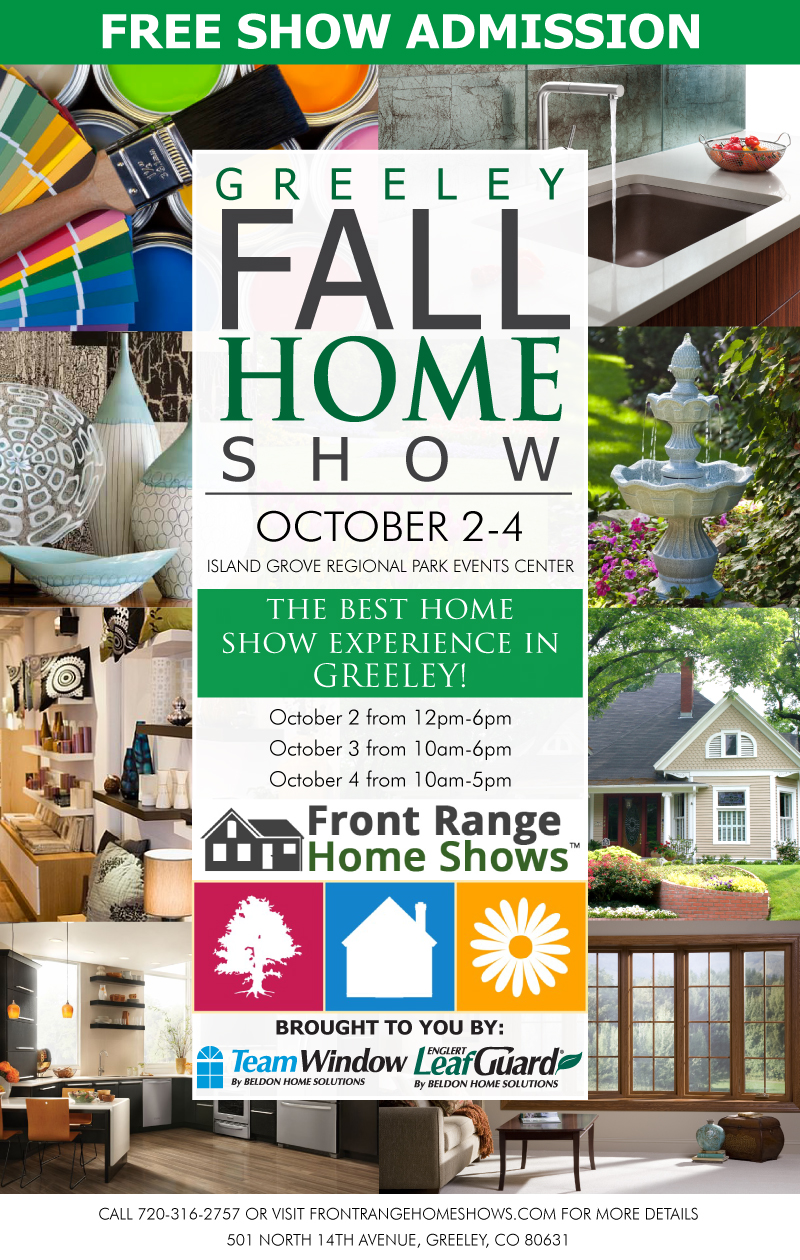 FREE SHOW ADMISSION
GREELEY
FALL
HOME
SHOW
OCTOBER 2-4
ISLAND GROVE REGIONAL PARK EVENTS CENTER
THE BEST HOME
SHOW EXPERIENCE IN
GREELEY!
October 2 from 12pm-6pm
October 3 from 10am-6pm
October 4 from 10am-5pm
Front Range
Home Shows™
BROUGHT TO YOU BY:
TeamWindow
By BELDON HOME SOLUTIONS
ENGLERT
LeafGuard®
By BELDON HOME SOLUTIONS
CALL 720-316-2757 OR VISIT FRONTRANGEHOMESHOWS.COM FOR MORE DETAILS
501 NORTH 14TH AVENUE, GREELEY, CO 80631